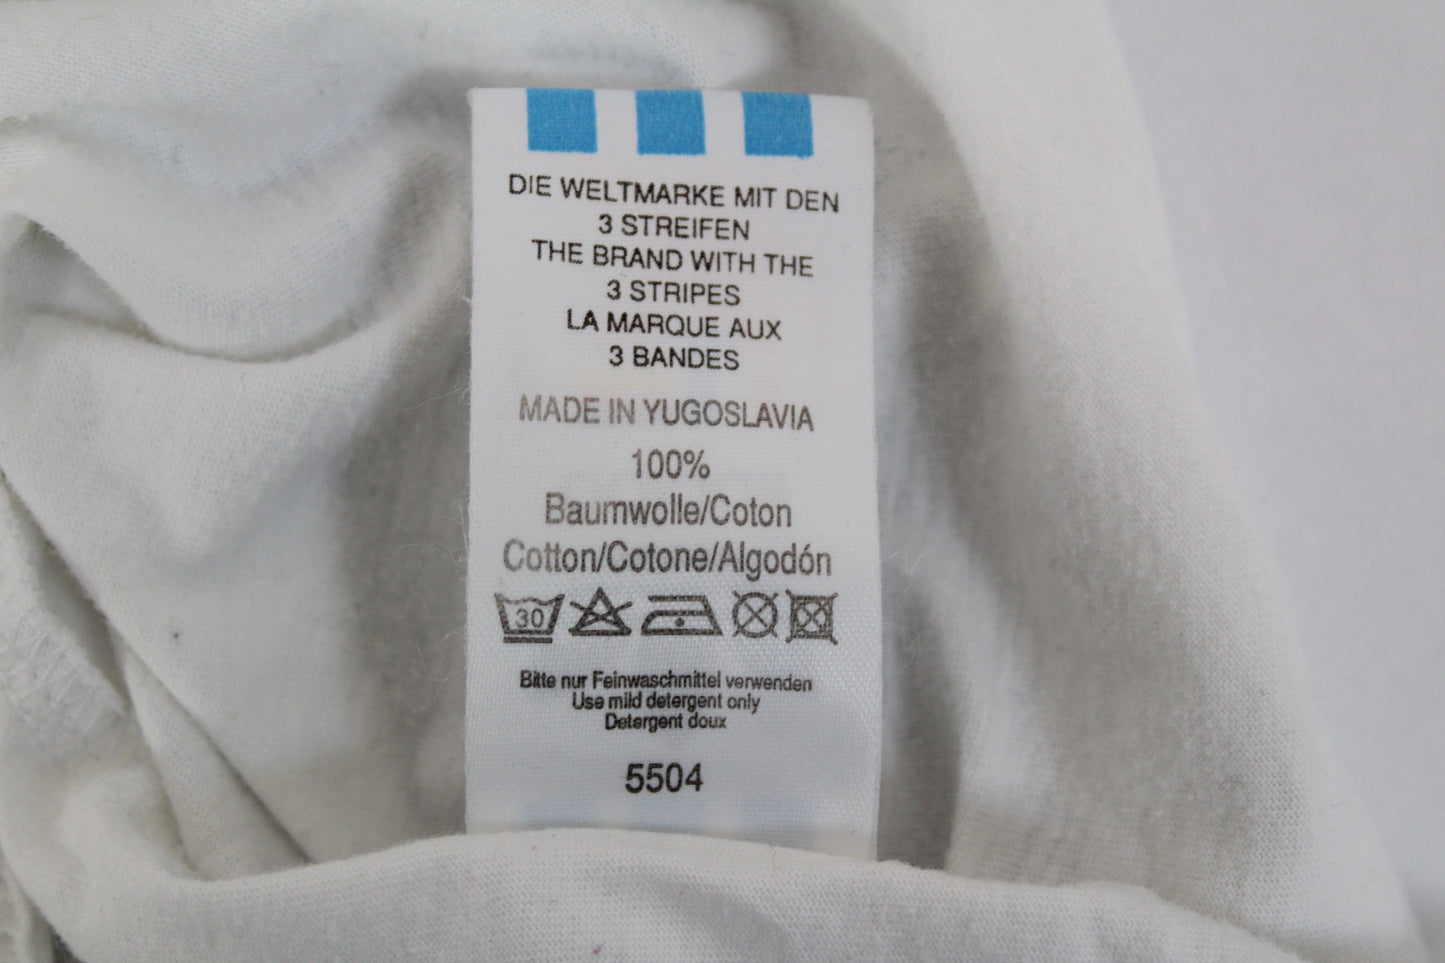 DIE WELTMARKE MIT DEN
3 STREIFEN
THE BRAND WITH THE
3 STRIPES
LA MARQUE AUX
3 BANDES
MADE IN YUGOSLAVIA
100%
Baumwolle/Coton
Cotton/Cotone/Algodón
30
Bitte nur Feinwaschmittel verwenden
Use mild detergent only
Detergent doux
5504